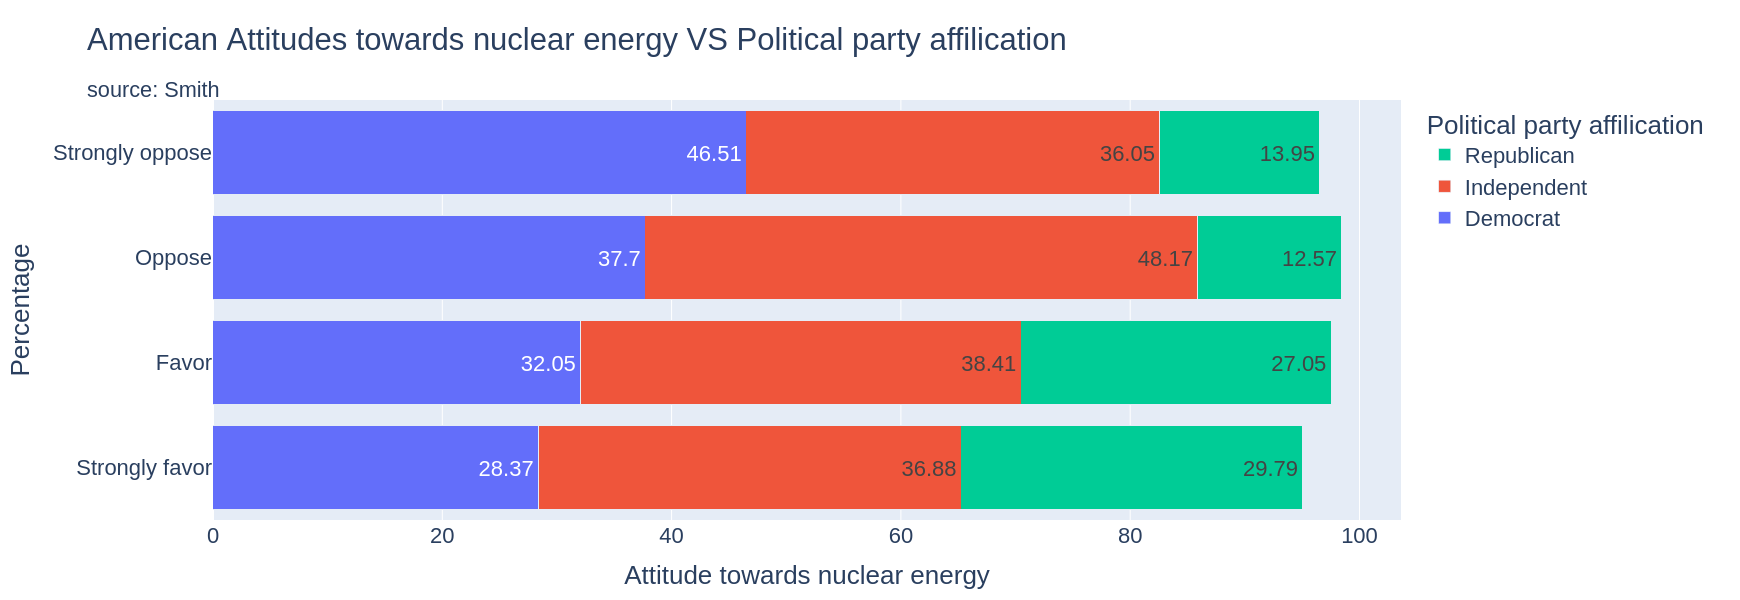 American Attitudes towards nuclear energy VS Political party affilication
source: Smith
Political party affilication
Republican
Independent
Democrat
Percentage
Strongly oppose 46.51 36.05 13.95
Oppose 37.7 48.17 12.57
Favor 32.05 38.41 27.05
Strongly favor 28.37 36.88 29.79
0 20 40 60 80 100
Attitude towards nuclear energy